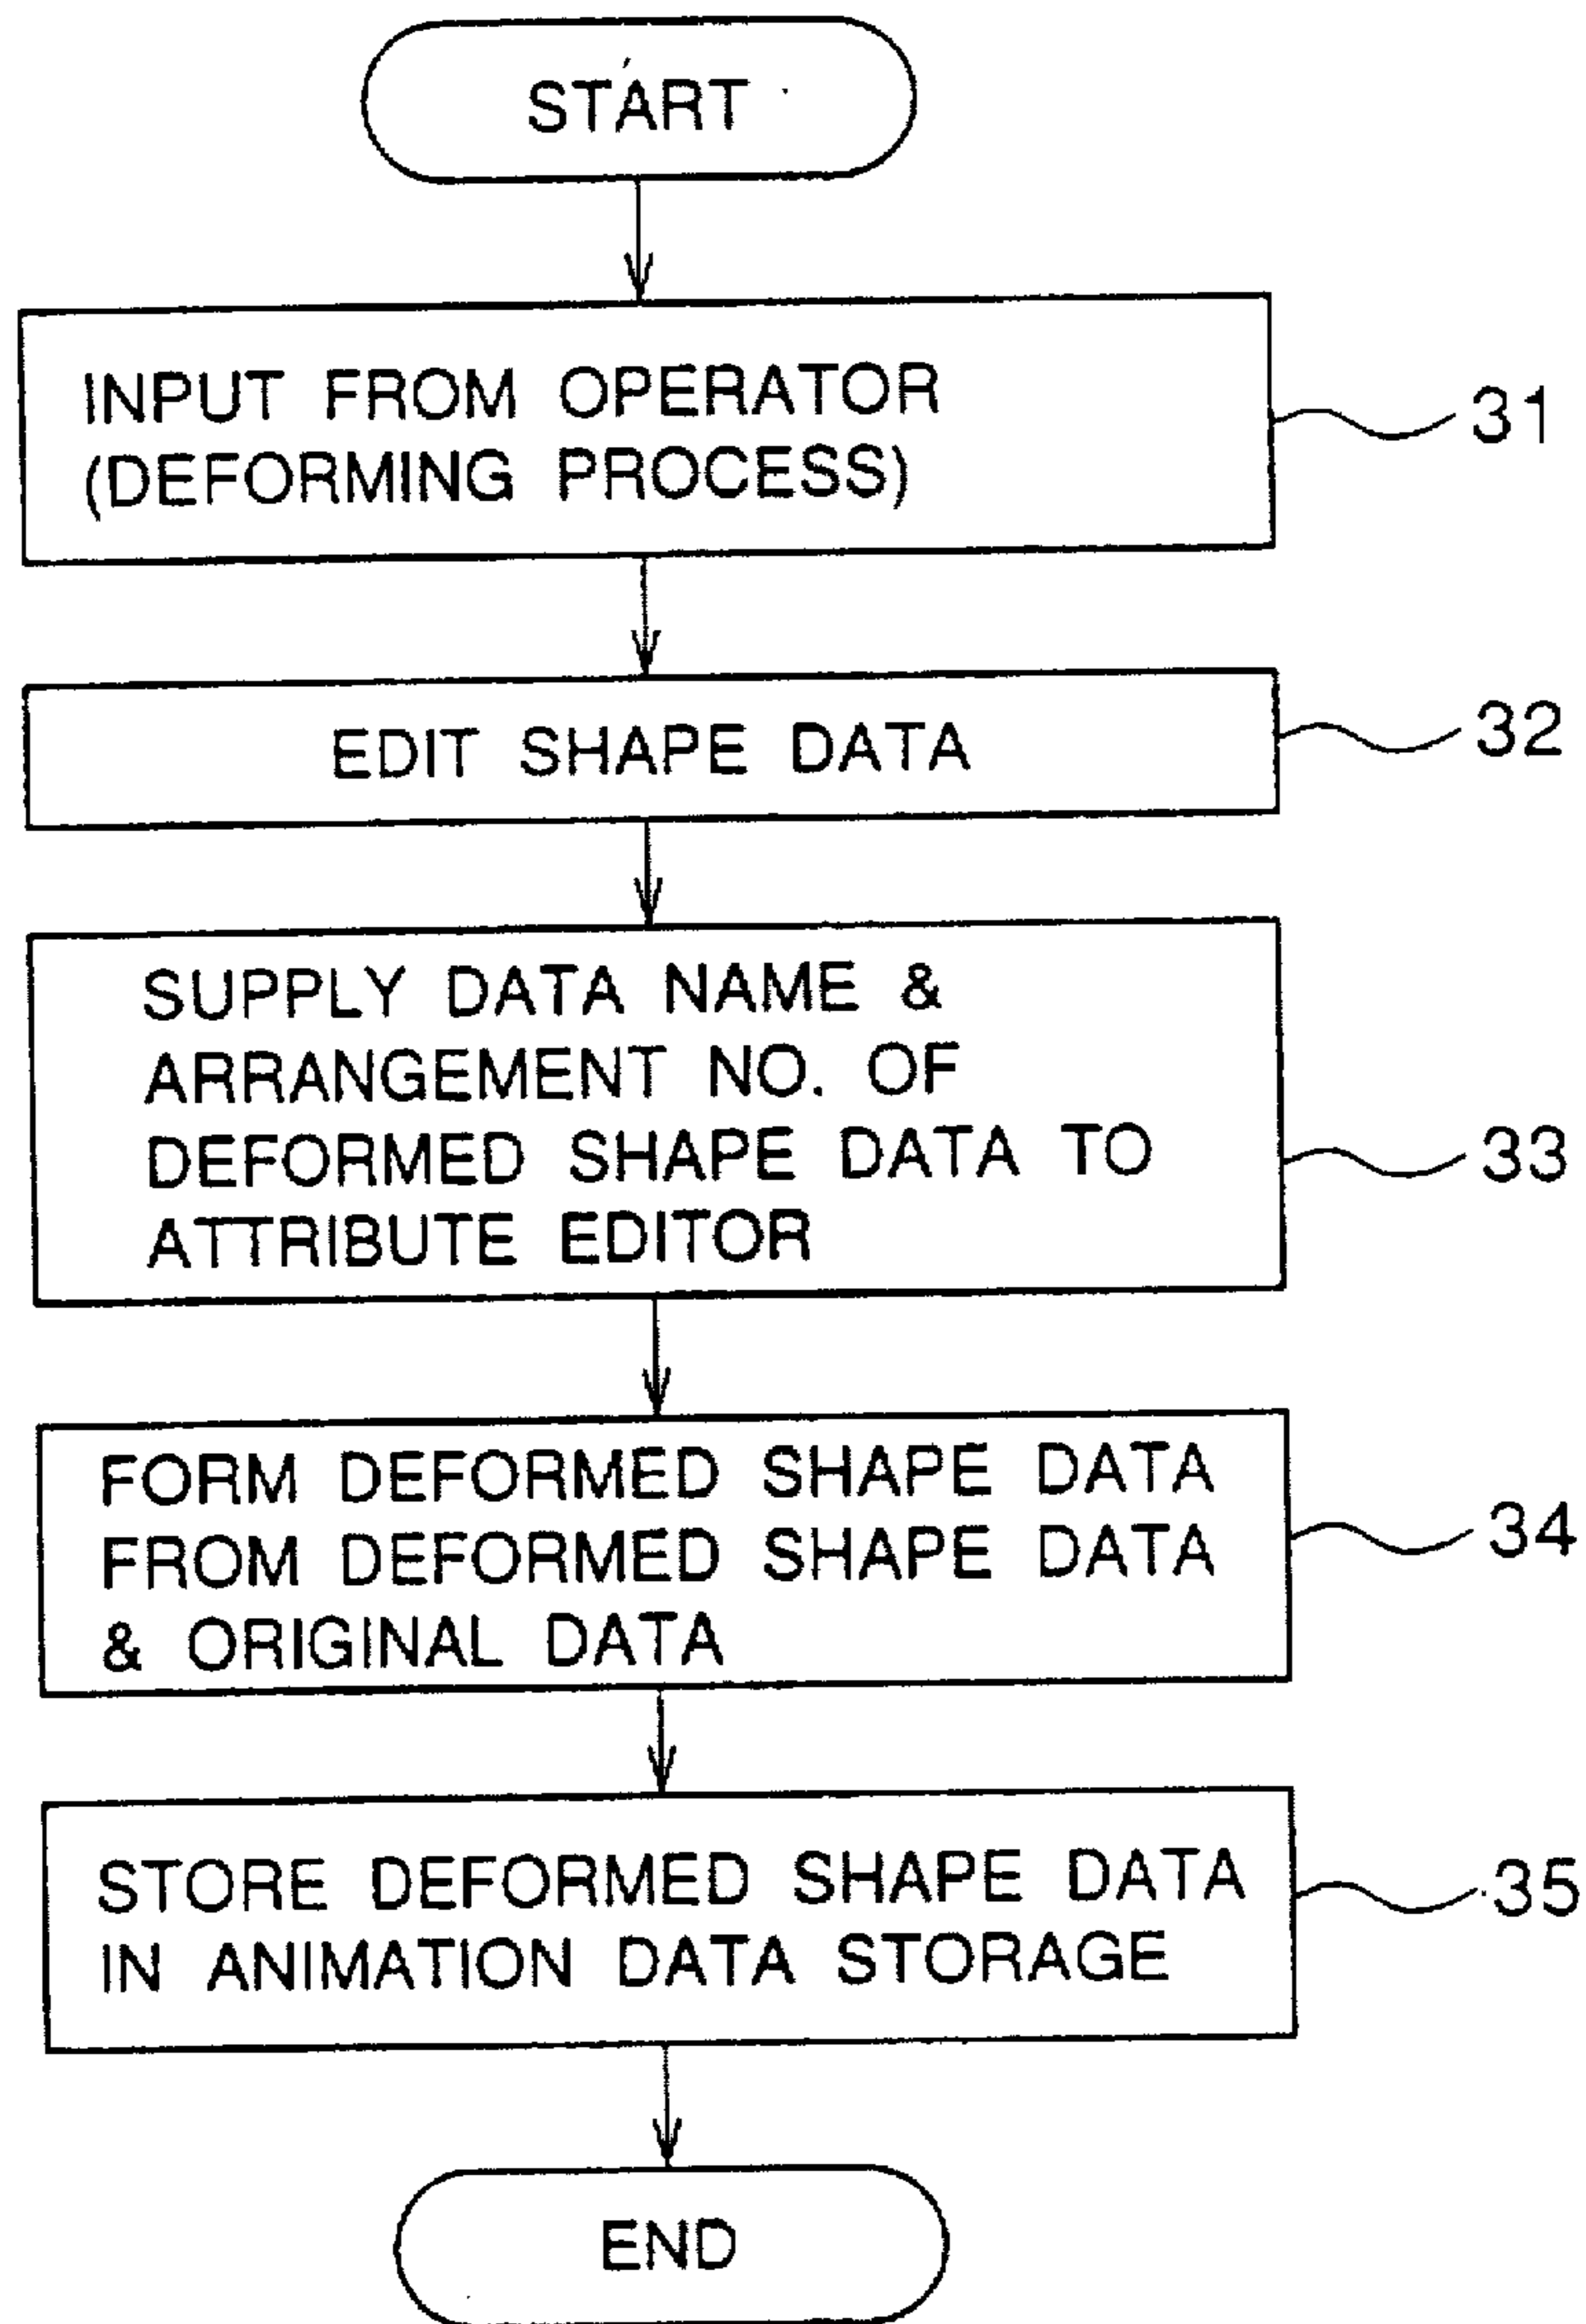 START
INPUT FROM OPERATOR
(DEFORMING PROCESS)
31
EDIT SHAPE DATA
32
SUPPLY DATA NAME &
ARRANGEMENT NO. OF
DEFORMED SHAPE DATA TO
ATTRIBUTE EDITOR
33
FORM DEFORMED SHAPE DATA
FROM DEFORMED SHAPE DATA
& ORIGINAL DATA
34
STORE DEFORMED SHAPE DATA
IN ANIMATION DATA STORAGE
35
END